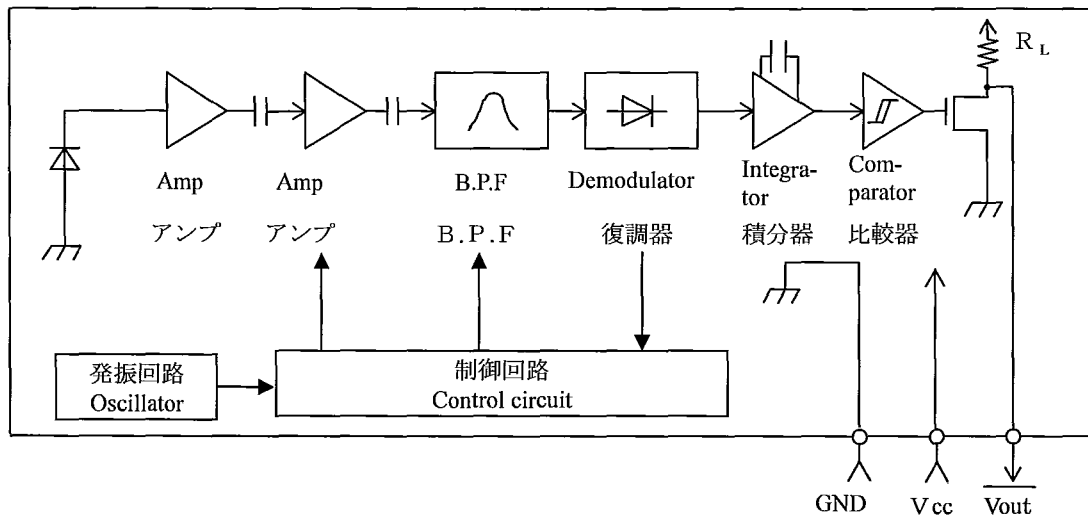 R L
Amp
アンプ
Amp
アンプ
B.P.F
B.P.F
Demodulator
復調器
Integra-
tor
積分器
Com-
parator
比較器
発振回路
Oscillator
制御回路
Control circuit
GND
Vcc
Vout